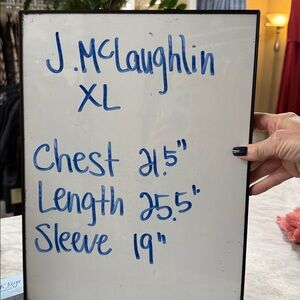 J. McLaughlin
XL
Chest 21.5"
Length 25.5"
Sleeve 19"